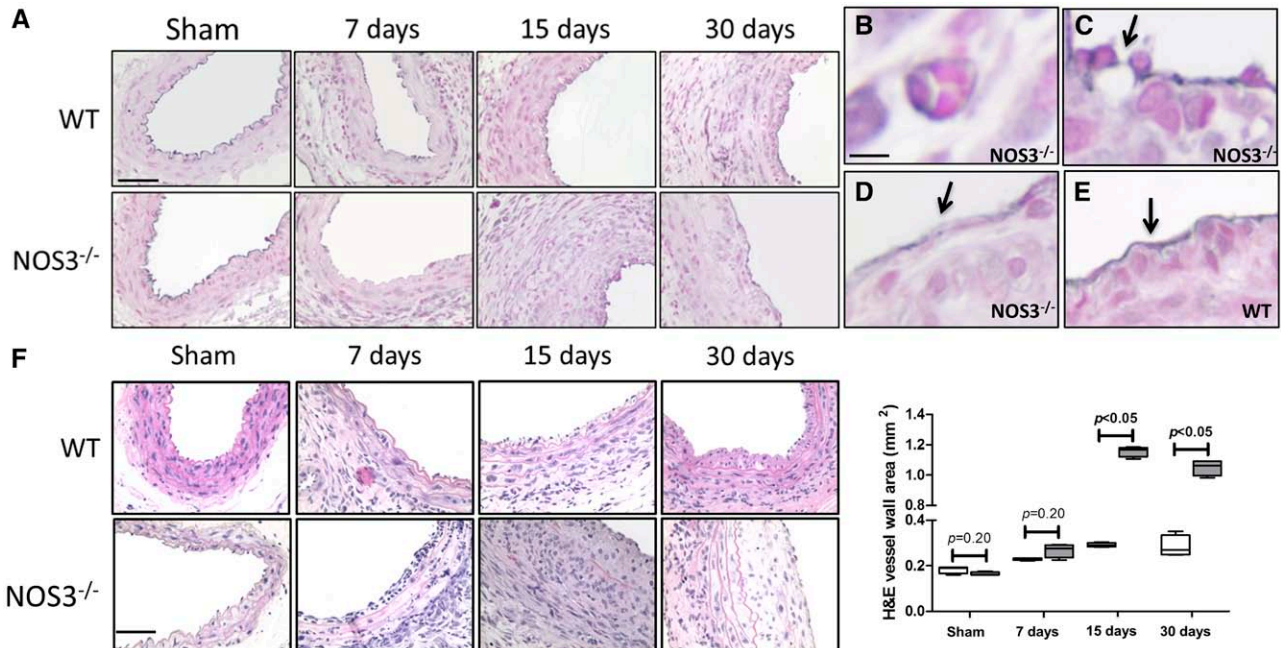 A
Sham 7 days 15 days 30 days
WT
NOS3-/-
B
NOS3-/-
C
NOS3-/-
D
NOS3-/-
E
WT
F
Sham 7 days 15 days 30 days
WT
NOS3-/-
H&E vessel wall area (mm 2)
1.4
1.2
1.0
0.8
0.4
0.2
0.0
p=0.20
p=0.20
p<0.05
p<0.05
Sham 7 days 15 days 30 days